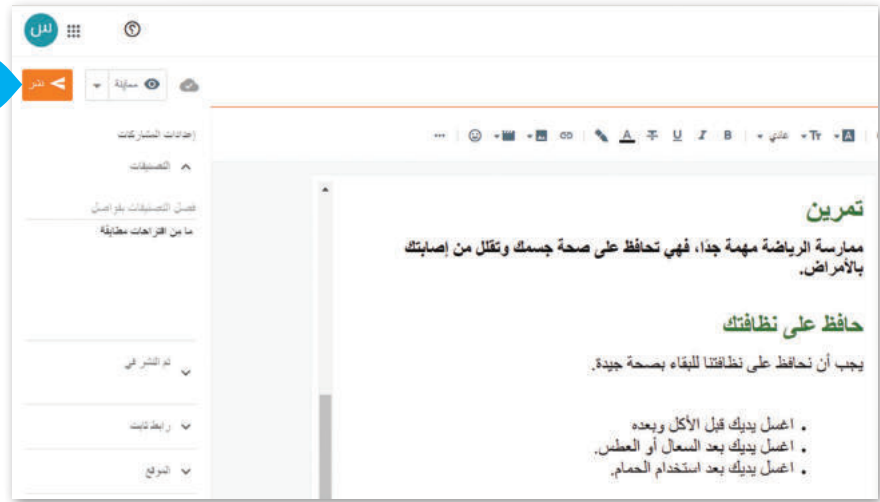 س
نشر
معاينة
إعدادات المشاركات
التصنيفات
فصل التصنيفات بفواصل
ما من اقتراحات مطابقة
تم النشر في
رابط ثابت
الموقع
عادي
تمرين
ممارسة الرياضة مهمة جدًا، فهي تحافظ على صحة جسمك وتقلل من إصابتك
بالأمراض.
حافظ على نظافتك
يجب أن نحافظ على نظافتنا للبقاء بصحة جيدة.
• اغسل يديك قبل الأكل وبعده
• اغسل يديك بعد السعال أو العطس.
• اغسل يديك بعد استخدام الحمام.